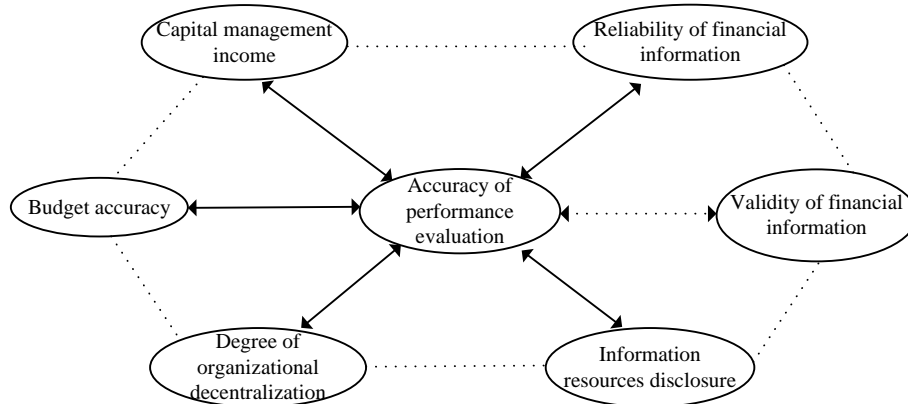 Capital management
income
Reliability of financial
information
Budget accuracy
Accuracy of
performance
evaluation
Validity of financial
information
Degree of
organizational
decentralization
Information
resources disclosure